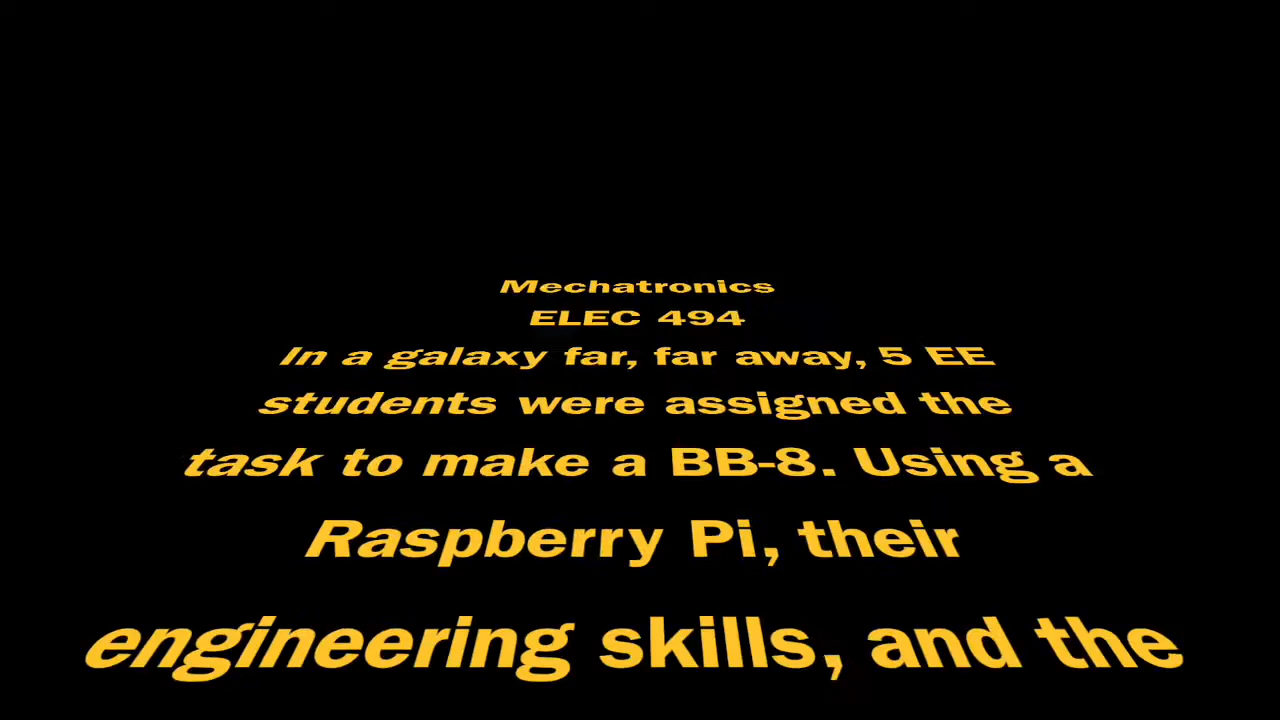 Mechatronics
ELEC 494
In a galaxy far, far away, 5 EE
students were assigned the
task to make a BB-8. Using a
Raspberry Pi, their
engineering skills, and the